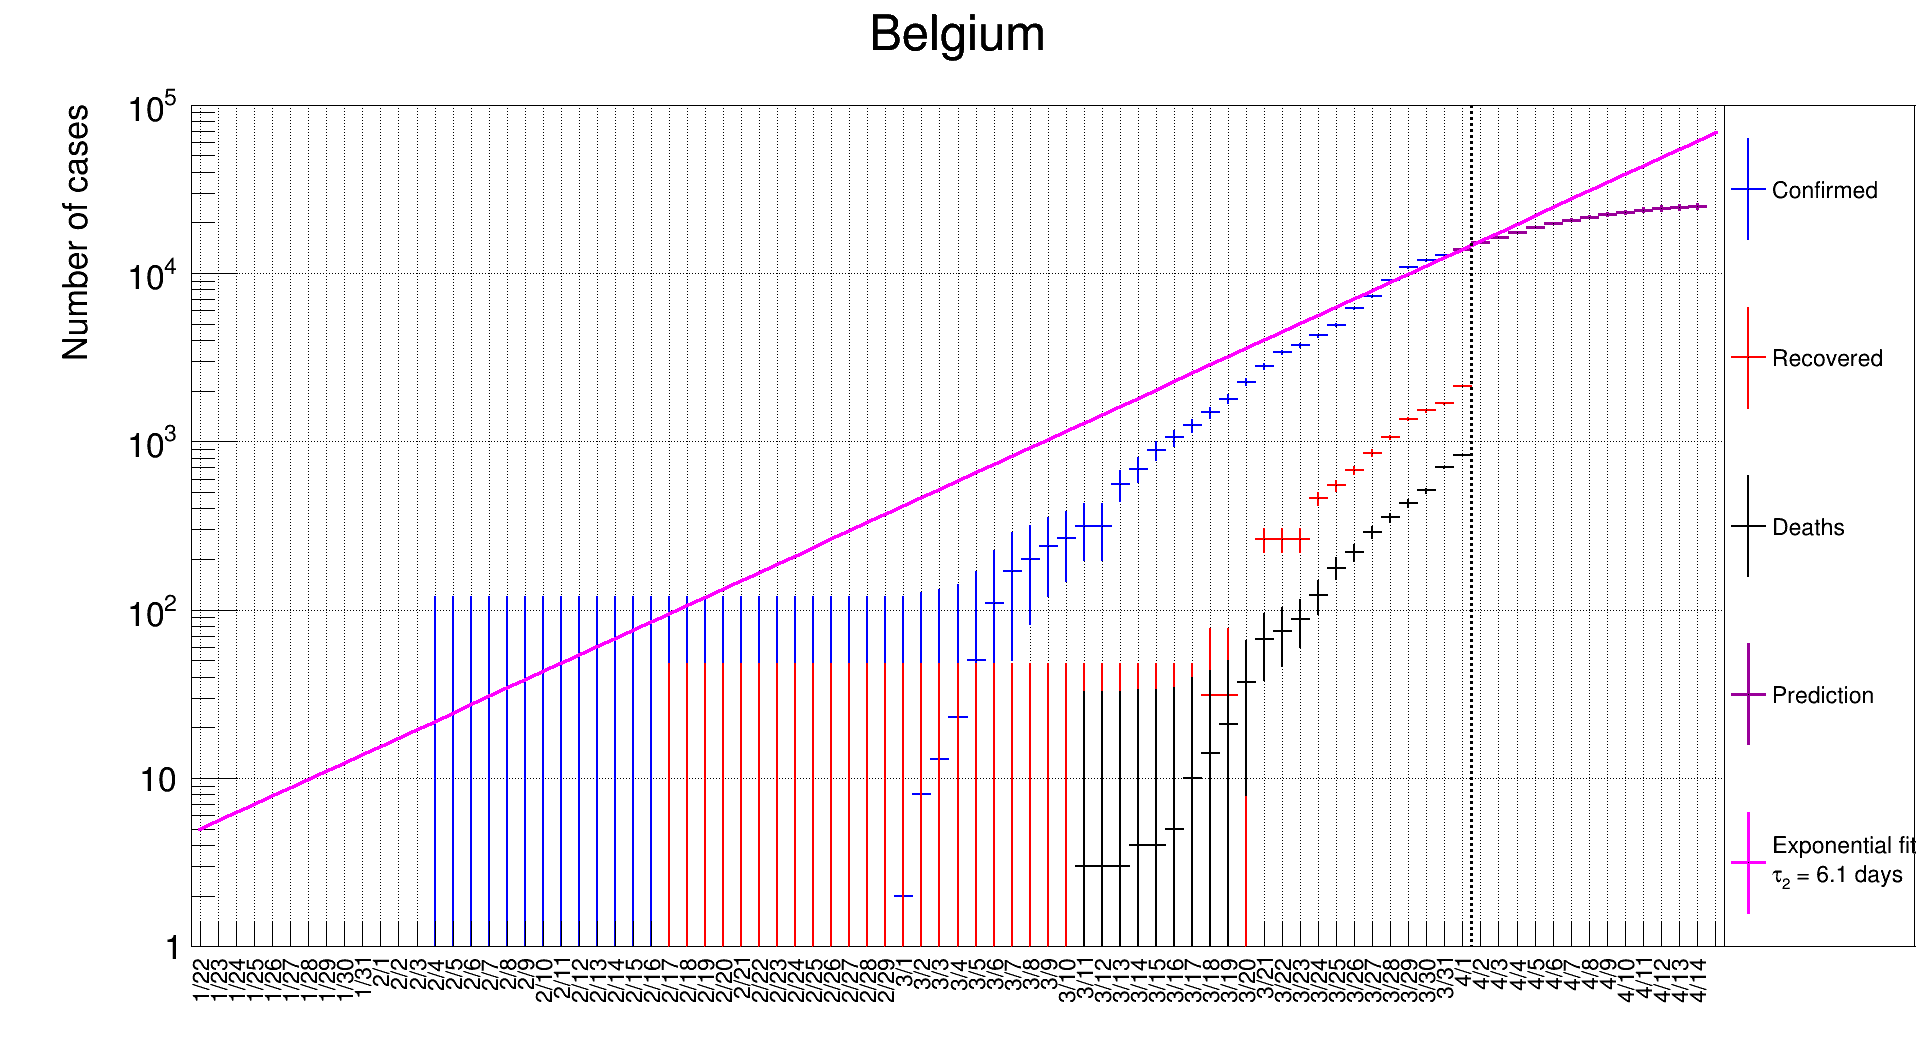 Belgium
Number of cases
10^5
10^4
10^3
10^2
10
1
1/22 1/23 1/24 1/25 1/26 1/27 1/28 1/29 1/30 1/31 2/1 2/2 2/3 2/4 2/5 2/6 2/7 2/8 2/9 2/10 2/11 2/12 2/13 2/14 2/15 2/16 2/17 2/18 2/19 2/20 2/21 2/22 2/23 2/24 2/25 2/26 2/27 2/28 2/29 3/1 3/2 3/3 3/4 3/5 3/6 3/7 3/8 3/9 3/10 3/11 3/12 3/13 3/14 3/15 3/16 3/17 3/18 3/19 3/20 3/21 3/22 3/23 3/24 3/25 3/26 3/27 3/28 3/29 3/30 3/31 4/1 4/2 4/3 4/4 4/5 4/6 4/7 4/8 4/9 4/10 4/11 4/12 4/13 4/14
Confirmed
Recovered
Deaths
Prediction
Exponential fit
τ₂ = 6.1 days